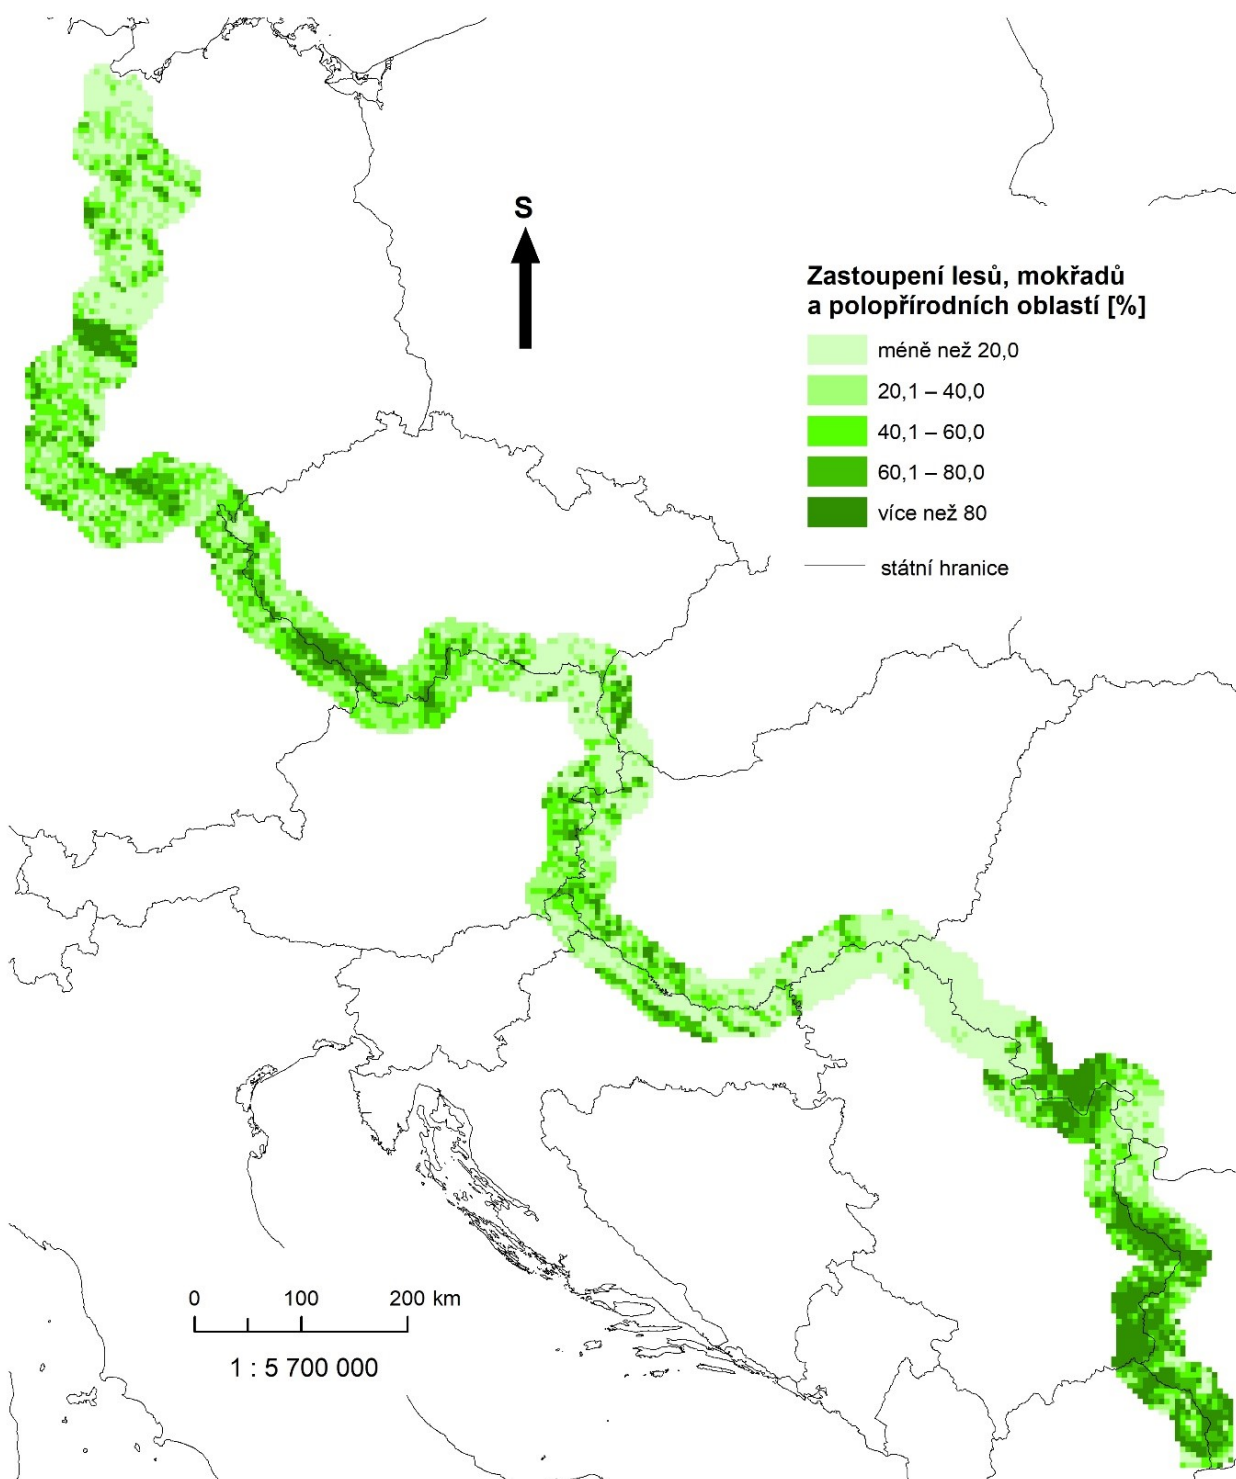 S
Zastoupení lesů, mokřadů
a polopřírodních oblastí [%]
méně než 20,0
20,1 – 40,0
40,1 – 60,0
60,1 – 80,0
více než 80
státní hranice
0 100 200 km
1 : 5 700 000